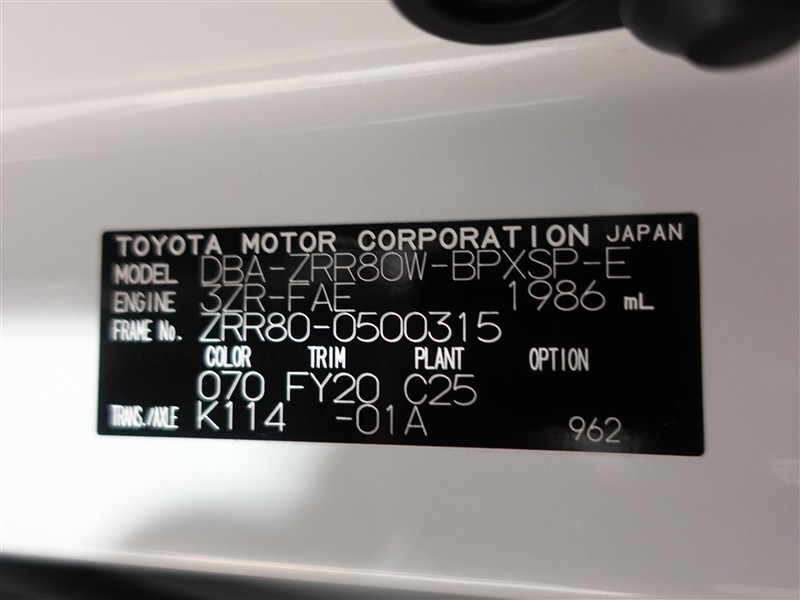 TOYOTA MOTOR CORPORATION JAPAN
MODEL DBA-ZRR80W-BPXSP-E
ENGINE 3ZR-FAE 1986 mL
FRAME No. ZRR80-0500315
COLOR TRIM PLANT OPTION
070 FY20 C25
TRANS./AXLE K114 -01A 962